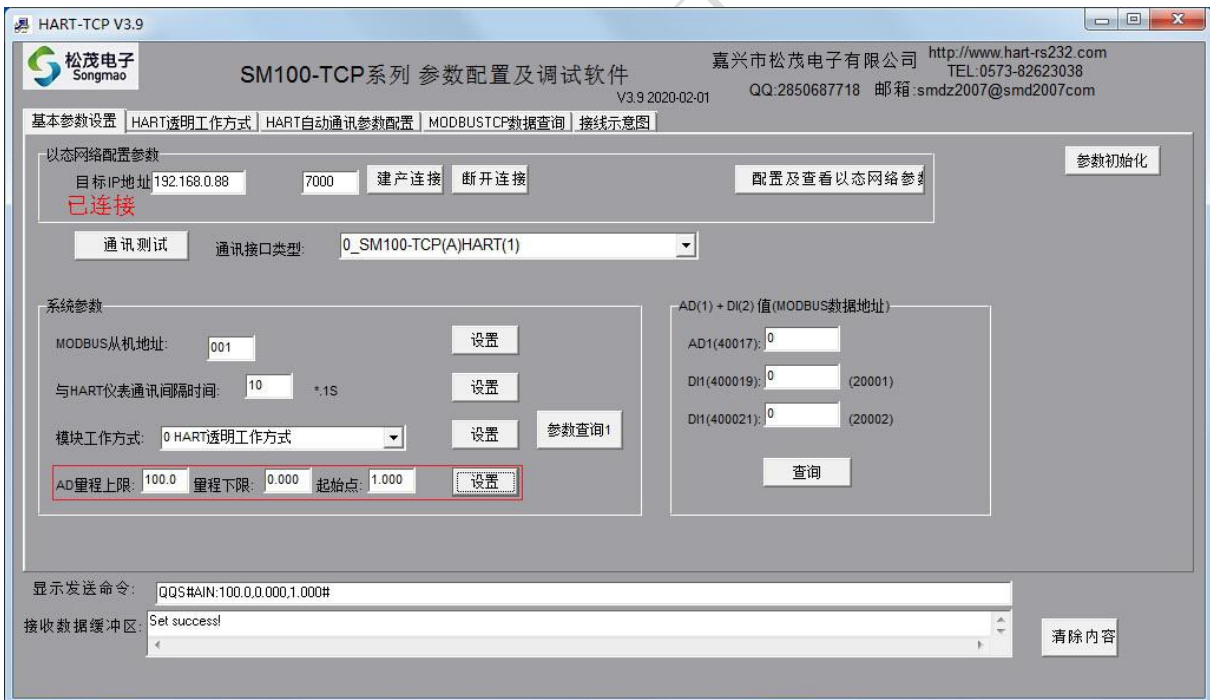 HART-TCP V3.9
松茂电子
Songmao
SM100-TCP系列 参数配置及调试软件
V3.9 2020-02-01
嘉兴市松茂电子有限公司 http://www.hart-rs232.com
TEL:0573-82623038
QQ:2850687718 邮箱:smdz2007@smd2007com
基本参数设置 HART透明工作方式 HART自动通讯参数配置 MODBUSTCP数据查询 接线示意图
以态网络配置参数
目标IP地址 192.168.0.88 7000 建产连接 断开连接 配置及查看以态网络参数
参数初始化
已连接
通讯测试 通讯接口类型: 0_SM100-TCP(A)HART(1)
系统参数
MODBUS从机地址: 001 设置
与HART仪表通讯间隔时间: 10 *.1S 设置
模块工作方式: 0 HART透明工作方式 设置 参数查询1
AD量程上限: 100.0 量程下限: 0.000 起始点: 1.000 设置
AD(1) + DI(2) 值(MODBUS数据地址)
AD1(40017): 0
DI1(400019): 0 (20001)
DI1(400021): 0 (20002)
查询
显示发送命令: QQS#AIN:100.0,0.000,1.000#
接收数据缓冲区: Set success!
清除内容